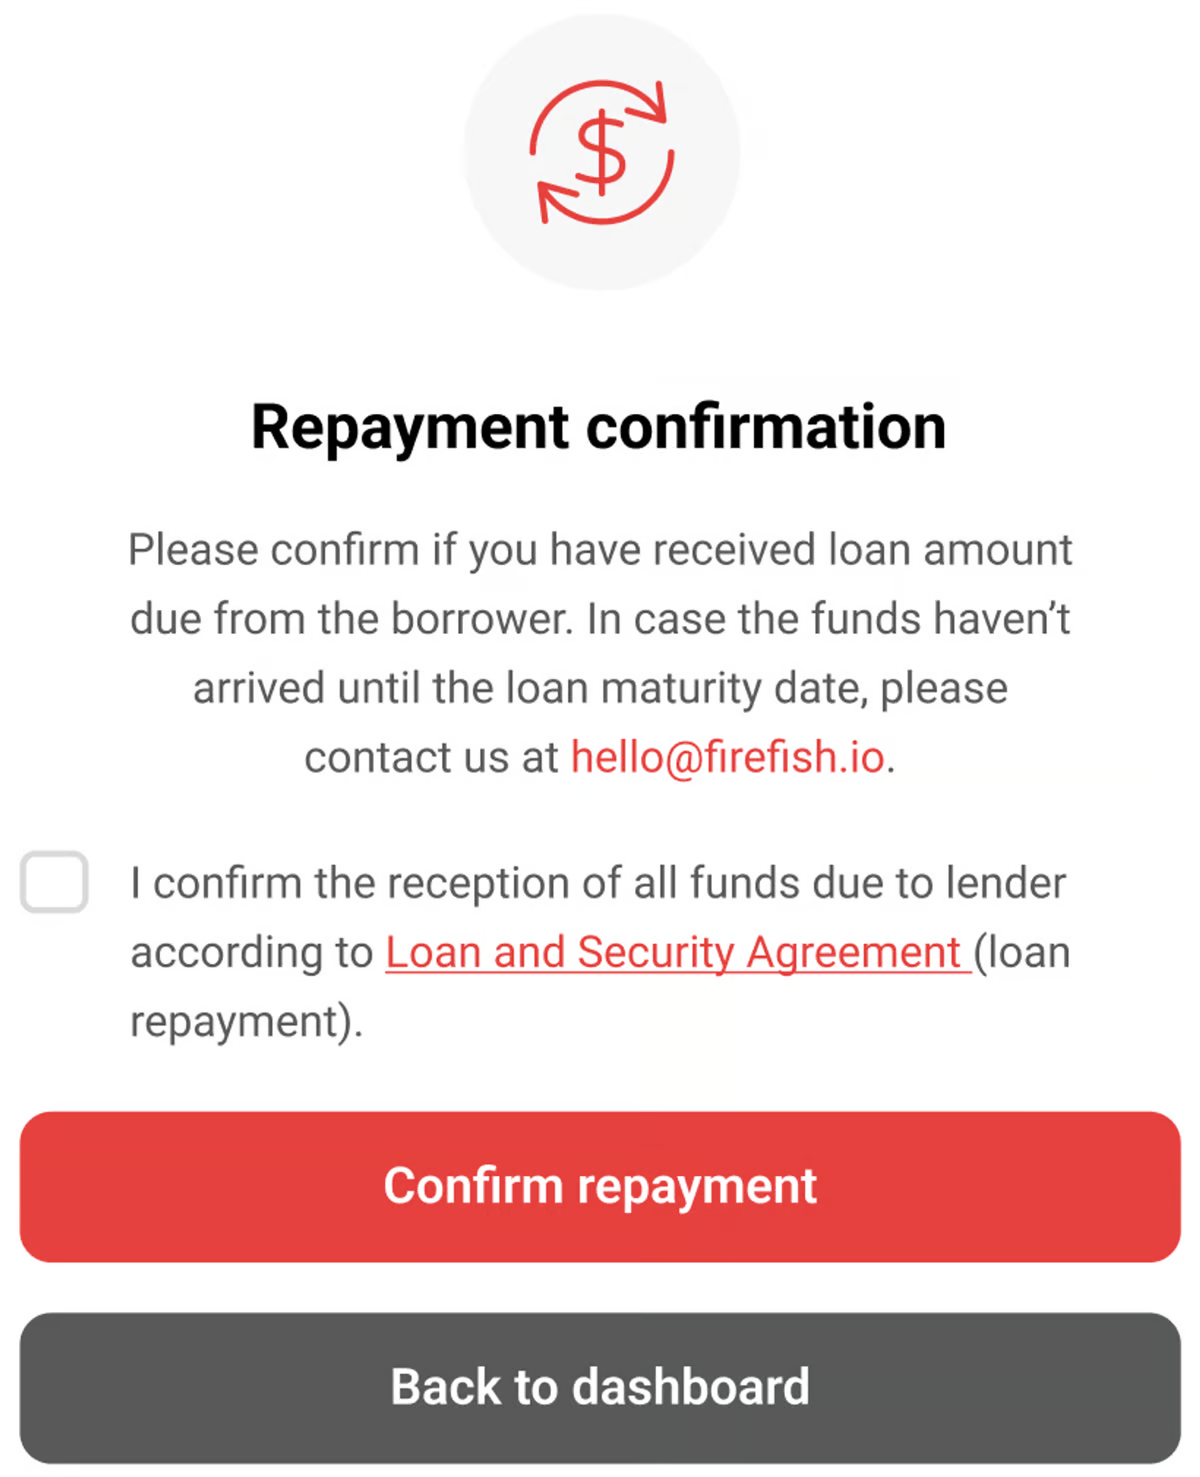 $
Repayment confirmation
Please confirm if you have received loan amount
due from the borrower. In case the funds haven’t
arrived until the loan maturity date, please
contact us at hello@firefish.io.
I confirm the reception of all funds due to lender
according to Loan and Security Agreement (loan
repayment).
Confirm repayment
Back to dashboard